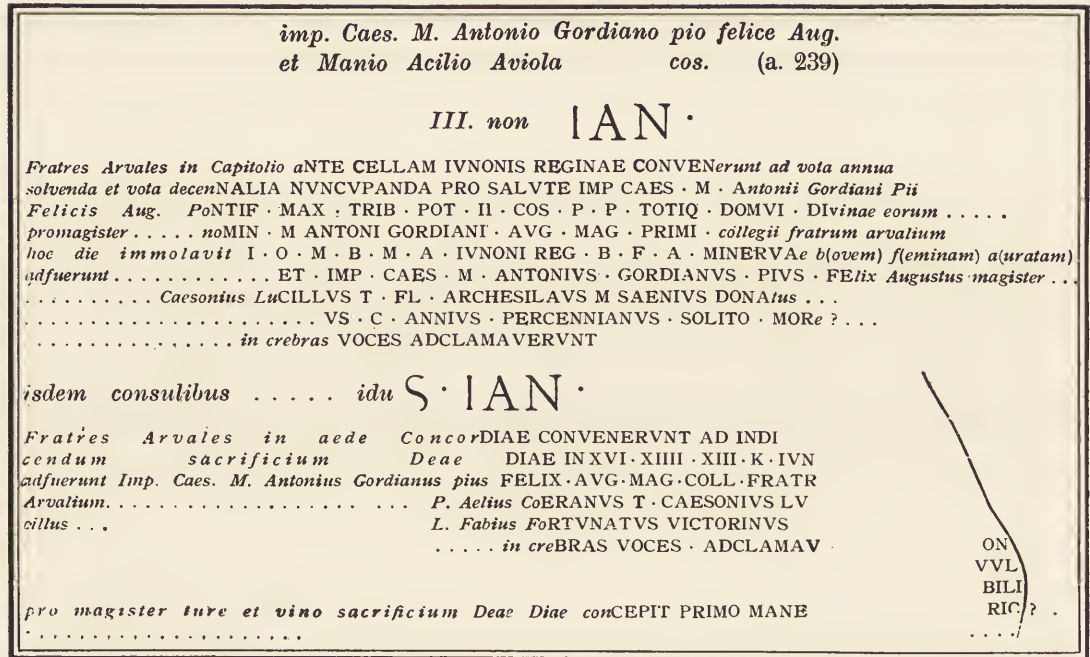 imp. Caes. M. Antonio Gordiano pio felice Aug.
et Manio Acilio Aviola cos. (a. 239)
III. non IAN ·
Fratres Arvales in Capitolio aNTE CELLAM IVNONIS REGINAE CONVENerunt ad vota annua
solvenda et vota decenNALIA NVNCVPANDA PRO SALVTE IMP CAES · M · Antonii Gordiani Pii
Felicis Aug. PoNTIF · MAX : TRIB · POT · II · COS · P · P · TOTIQ · DOMVI · DIvinae eorum .....
promagister ..... noMIN · M ANTONI GORDIANI · AVG · MAG · PRIMI · collegii fratrum arvalium
hoc die immolavit I · O · M · B · M · A · IVNONI REG · B · F · A · MINERVAe b(ovem) f(eminam) a(uratam)
adfuerunt ............ ET · IMP · CAES · M · ANTONIVS · GORDIANVS · PIVS · FElix Augustus magister ...
.......... Caesonius LuCILLVS T · FL · ARCHESILAVS M SAENIVS DONAtus ...
..................... VS · C · ANNIVS · PERCENNIANVS · SOLITO · MORe ? ...
............... in crebras VOCES ADCLAMAVERVNT
isdem consulibus ..... idu S · IAN ·
Fratres Arvales in aede ConcorDIAE CONVENERVNT AD INDI
cendum sacrificium Deae DIAE IN XVI · XIIII · XIII · K · IVN
adfuerunt Imp. Caes. M. Antonius Gordianus pius FELIX · AVG · MAG · COLL · FRATR
Arvalium...................... ... P. Aelius CoERANVS T · CAESONIVS LV
cillus ... L. Fabius FoRTVNATVS VICTORINVS
..... in creBRAS VOCES · ADCLAMAV
ON
VVL
BILI
pro magister ture et vino sacrificium Deae Diae conCEPIT PRIMO MANE RIC ? .
..................... ....